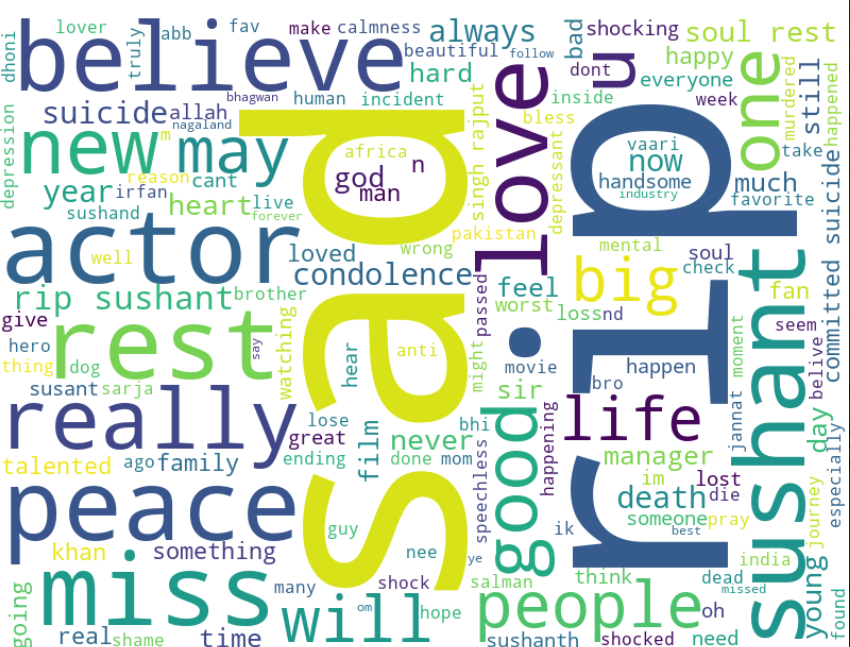 lover
abb
fav
make
calmness
always
bad
shocking
soul rest
dhoni
believe
truly
beautiful
follow
hard
dont
u
happy
everyone
one
murdered
still
happened
bhagwan
human
incident
inside
week
depression
suicide
allah
nagaland
sad
singh rajput
love
bless
depressant
rip
new
m
may
africa
n
god
man
vaari
now
handsome
industry
take
much
favorite
committed suicide
reason
cant
year
irfan
sushand
heart
live
forever
actor
well
loved
wrong
pakistan
condolence
mental
soul
check
rip sushant
brother
feel
worst
big
loss
nd
fan
sushant
give
hero
thing
rest
dog
say
watching
hear
anti
passed
might
movie
happen
bro
moment
seem
belive
susant
sarja
really
lose
great
ending
film
never
done
mom
bhi
sir
good
happening
life
manager
jannat
day
especially
talented
ago
family
speechless
im
lost
death
die
someone
pray
best
journey
peace
khan
something
guy
nee
ye
ik
india
going
miss
many
shock
salman
think
dead
missed
young
found
will
om
hope
people
oh
real
shame
time
sushanth
shocked
need